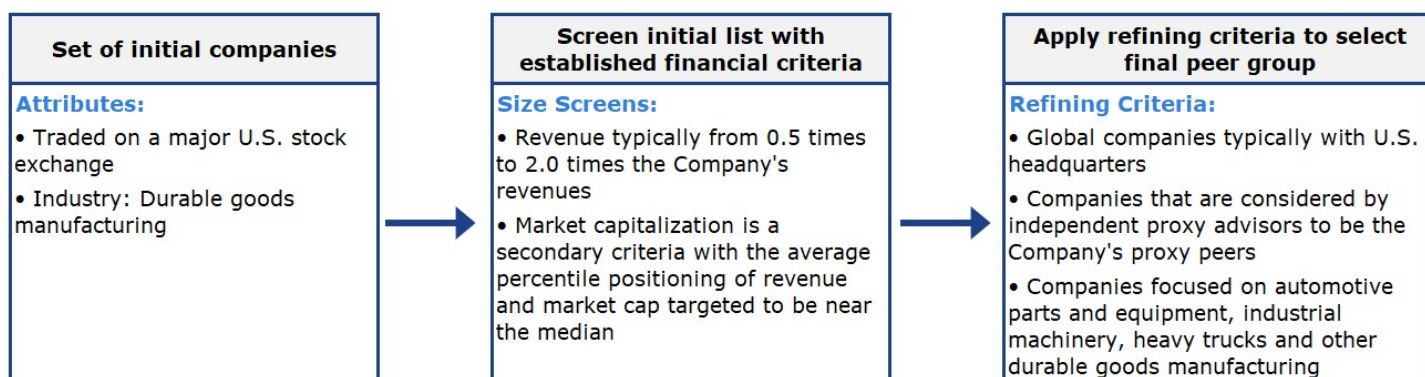 Set of initial companies
Attributes:
• Traded on a major U.S. stock
exchange
• Industry: Durable goods
manufacturing
Screen initial list with
established financial criteria
Size Screens:
• Revenue typically from 0.5 times
to 2.0 times the Company's
revenues
• Market capitalization is a
secondary criteria with the average
percentile positioning of revenue
and market cap targeted to be near
the median
Apply refining criteria to select
final peer group
Refining Criteria:
• Global companies typically with U.S.
headquarters
• Companies that are considered by
independent proxy advisors to be the
Company's proxy peers
• Companies focused on automotive
parts and equipment, industrial
machinery, heavy trucks and other
durable goods manufacturing